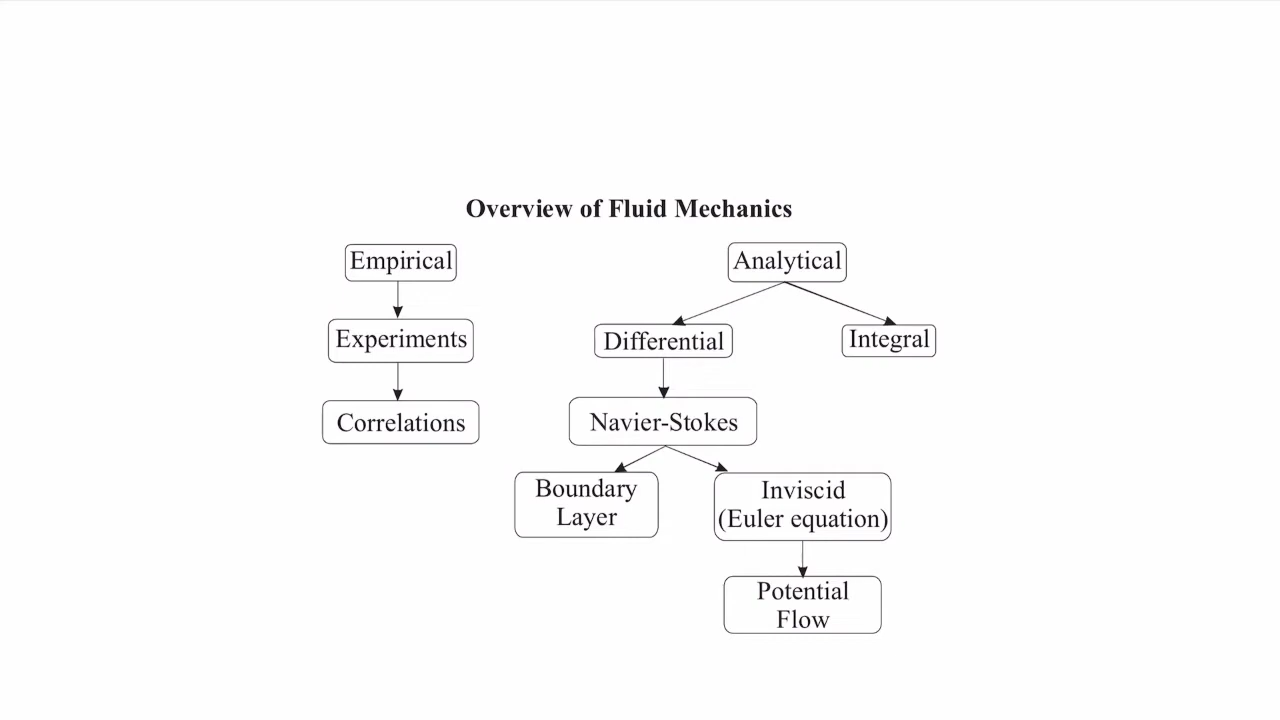 Overview of Fluid Mechanics
Empirical
Analytical
Experiments
Differential
Integral
Correlations
Navier-Stokes
Boundary
Layer
Inviscid
(Euler equation)
Potential
Flow